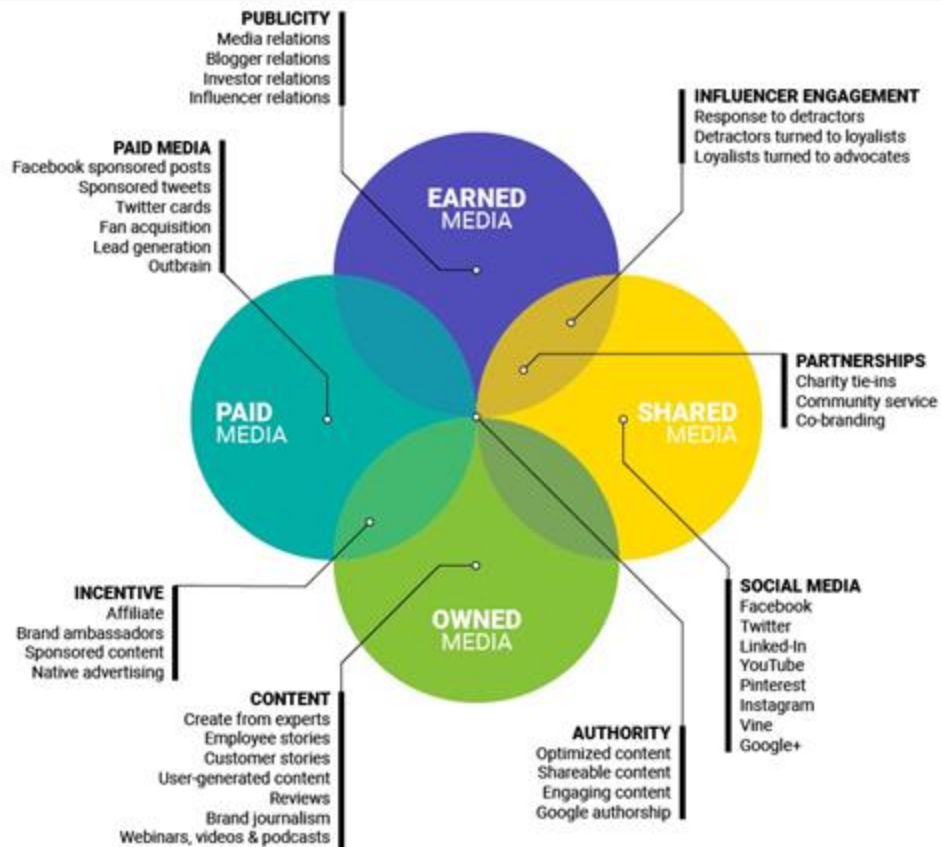 PUBLICITY
Media relations
Blogger relations
Investor relations
Influencer relations
INFLUENCER ENGAGEMENT
Response to detractors
Detractors turned to loyalists
Loyalists turned to advocates
PAID MEDIA
Facebook sponsored posts
Sponsored tweets
Twitter cards
Fan acquisition
Lead generation
Outbrain
EARNED
MEDIA
PARTNERSHIPS
Charity tie-ins
Community service
Co-branding
PAID
MEDIA
SHARED
MEDIA
INCENTIVE
Affiliate
Brand ambassadors
Sponsored content
Native advertising
OWNED
MEDIA
SOCIAL MEDIA
Facebook
Twitter
Linked-In
YouTube
Pinterest
Instagram
Vine
Google+
CONTENT
Create from experts
Employee stories
Customer stories
User-generated content
Reviews
Brand journalism
Webinars, videos & podcasts
AUTHORITY
Optimized content
Shareable content
Engaging content
Google authorship